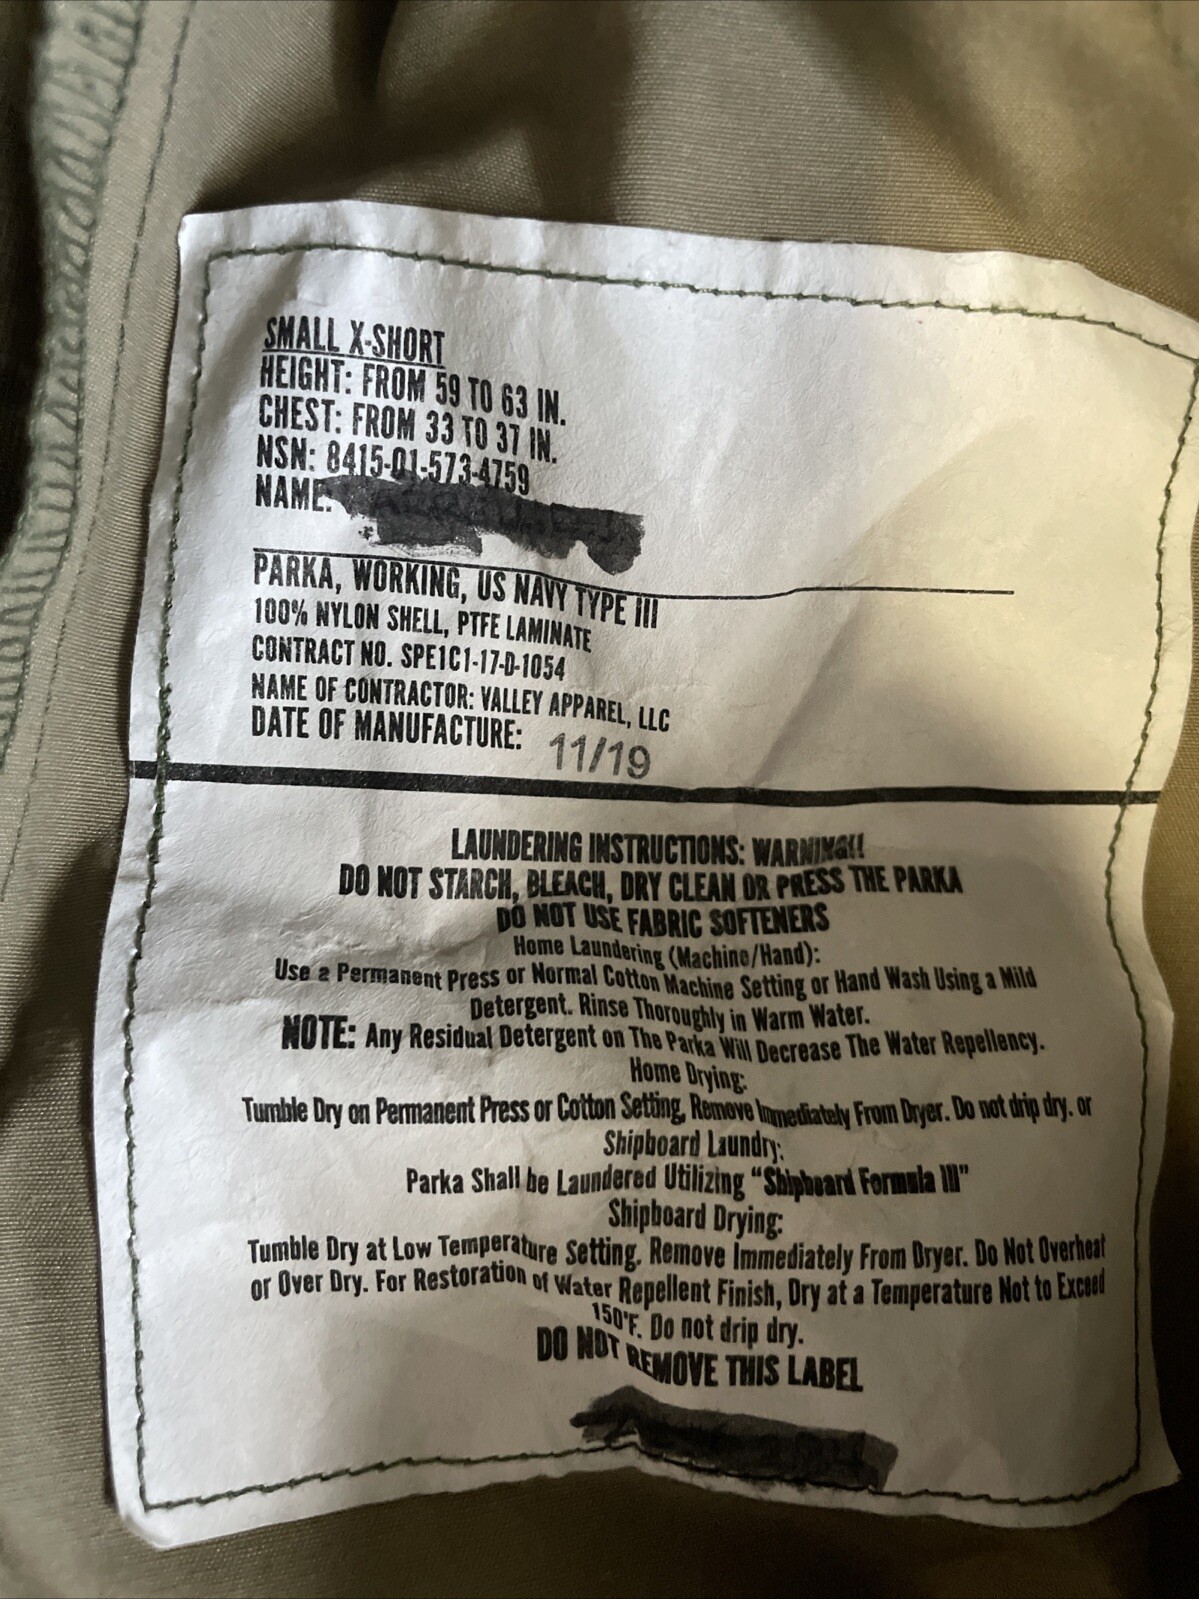 SMALL X-SHORT
HEIGHT: FROM 59 TO 63 IN.
CHEST: FROM 33 TO 37 IN.
NSN: 8415-01-573-4759
NAME:
PARKA, WORKING, US NAVY TYPE III
100% NYLON SHELL, PTFE LAMINATE
CONTRACT NO. SPE1C1-17-D-1054
NAME OF CONTRACTOR: VALLEY APPAREL, LLC
DATE OF MANUFACTURE: 11/19
LAUNDERING INSTRUCTIONS: WARNING!!
DO NOT STARCH, BLEACH, DRY CLEAN OR PRESS THE PARKA
DO NOT USE FABRIC SOFTENERS
Home Laundering (Machine/Hand):
Use a Permanent Press or Normal Cotton Machine Setting or Hand Wash Using a Mild
Detergent. Rinse Thoroughly in Warm Water.
NOTE: Any Residual Detergent on The Parka Will Decrease The Water Repellency.
Home Drying:
Tumble Dry on Permanent Press or Cotton Setting, Remove Immediately From Dryer. Do not drip dry. or
Shipboard Laundry:
Parka Shall be Laundered Utilizing "Shipboard Formula III"
Shipboard Drying:
Tumble Dry at Low Temperature Setting. Remove Immediately From Dryer. Do Not Overheat
or Over Dry. For Restoration of Water Repellent Finish, Dry at a Temperature Not to Exceed
150°F. Do not drip dry.
DO NOT REMOVE THIS LABEL